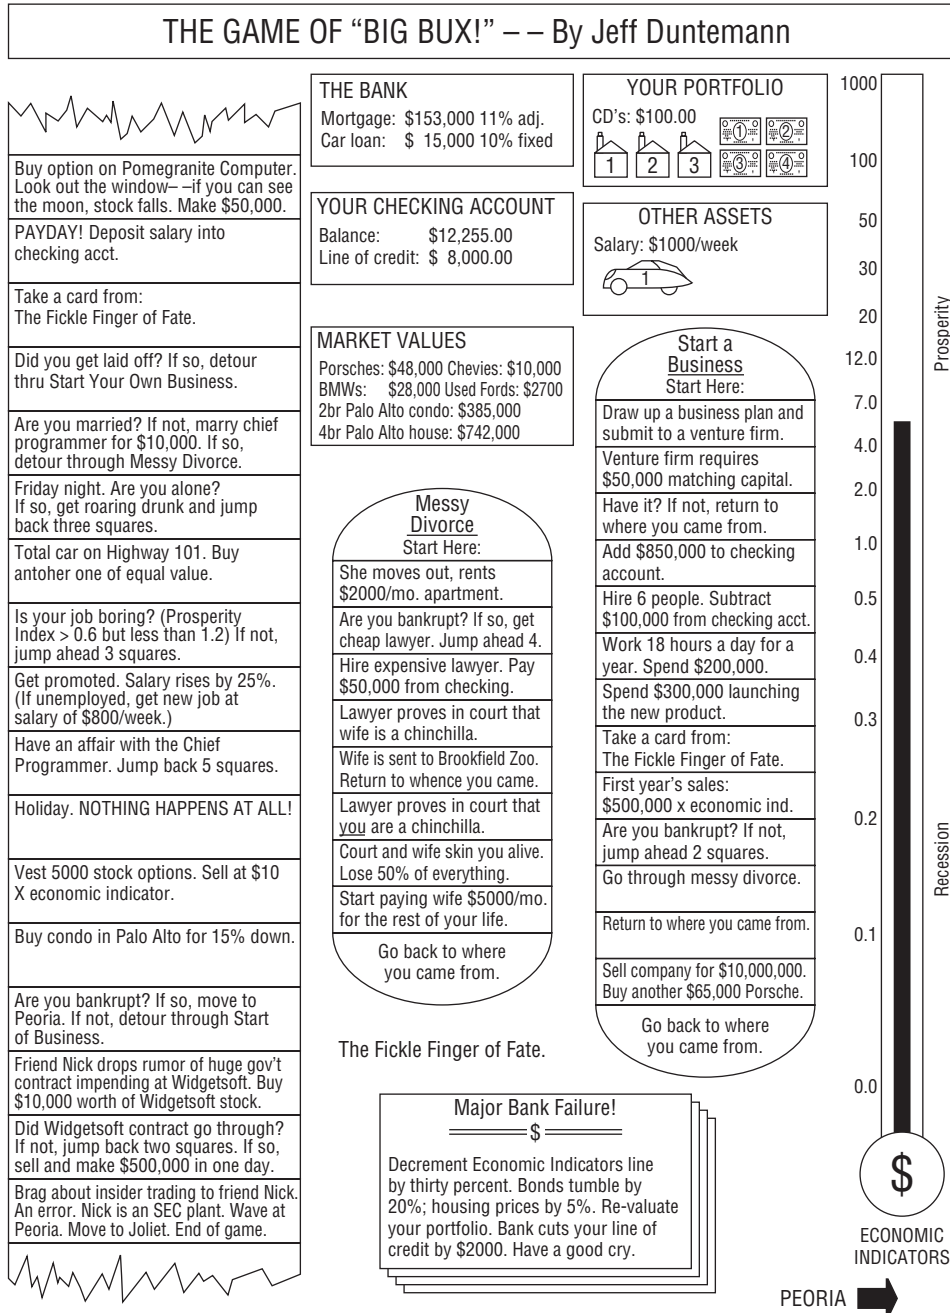 THE GAME OF “BIG BUX!” – – By Jeff Duntemann
Buy option on Pomegranite Computer.
Look out the window– –if you can see
the moon, stock falls. Make $50,000.
PAYDAY! Deposit salary into
checking acct.
Take a card from:
The Fickle Finger of Fate.
Did you get laid off? If so, detour
thru Start Your Own Business.
Are you married? If not, marry chief
programmer for $10,000. If so,
detour through Messy Divorce.
Friday night. Are you alone?
If so, get roaring drunk and jump
back three squares.
Total car on Highway 101. Buy
antoher one of equal value.
Is your job boring? (Prosperity
Index > 0.6 but less than 1.2) If not,
jump ahead 3 squares.
Get promoted. Salary rises by 25%.
(If unemployed, get new job at
salary of $800/week.)
Have an affair with the Chief
Programmer. Jump back 5 squares.
Holiday. NOTHING HAPPENS AT ALL!
Vest 5000 stock options. Sell at $10
X economic indicator.
Buy condo in Palo Alto for 15% down.
Are you bankrupt? If so, move to
Peoria. If not, detour through Start
of Business.
Friend Nick drops rumor of huge gov’t
contract impending at Widgetsoft. Buy
$10,000 worth of Widgetsoft stock.
Did Widgetsoft contract go through?
If not, jump back two squares. If so,
sell and make $500,000 in one day.
Brag about insider trading to friend Nick.
An error. Nick is an SEC plant. Wave at
Peoria. Move to Joliet. End of game.
THE BANK
Mortgage: $153,000 11% adj.
Car loan: $ 15,000 10% fixed
YOUR CHECKING ACCOUNT
Balance: $12,255.00
Line of credit: $ 8,000.00
MARKET VALUES
Porsches: $48,000 Chevies: $10,000
BMWs: $28,000 Used Fords: $2700
2br Palo Alto condo: $385,000
4br Palo Alto house: $742,000
Messy
Divorce
Start Here:
She moves out, rents
$2000/mo. apartment.
Are you bankrupt? If so, get
cheap lawyer. Jump ahead 4.
Hire expensive lawyer. Pay
$50,000 from checking.
Lawyer proves in court that
wife is a chinchilla.
Wife is sent to Brookfield Zoo.
Return to whence you came.
Lawyer proves in court that
you are a chinchilla.
Court and wife skin you alive.
Lose 50% of everything.
Start paying wife $5000/mo.
for the rest of your life.
Go back to where
you came from.
The Fickle Finger of Fate.
Major Bank Failure!
$
Decrement Economic Indicators line
by thirty percent. Bonds tumble by
20%; housing prices by 5%. Re-valuate
your portfolio. Bank cuts your line of
credit by $2000. Have a good cry.
YOUR PORTFOLIO
CD’s: $100.00
1 2 3
1 2
3 4
OTHER ASSETS
Salary: $1000/week
1
Start a
Business
Start Here:
Draw up a business plan and
submit to a venture firm.
Venture firm requires
$50,000 matching capital.
Have it? If not, return to
where you came from.
Add $850,000 to checking
account.
Hire 6 people. Subtract
$100,000 from checking acct.
Work 18 hours a day for a
year. Spend $200,000.
Spend $300,000 launching
the new product.
Take a card from:
The Fickle Finger of Fate.
First year’s sales:
$500,000 x economic ind.
Are you bankrupt? If not,
jump ahead 2 squares.
Go through messy divorce.
Return to where you came from.
Sell company for $10,000,000.
Buy another $65,000 Porsche.
Go back to where
you came from.
1000
100
50
30
20
12.0
7.0
4.0
2.0
1.0
0.5
0.4
0.3
0.2
0.1
0.0
Prosperity
Recession
$
ECONOMIC
INDICATORS
PEORIA